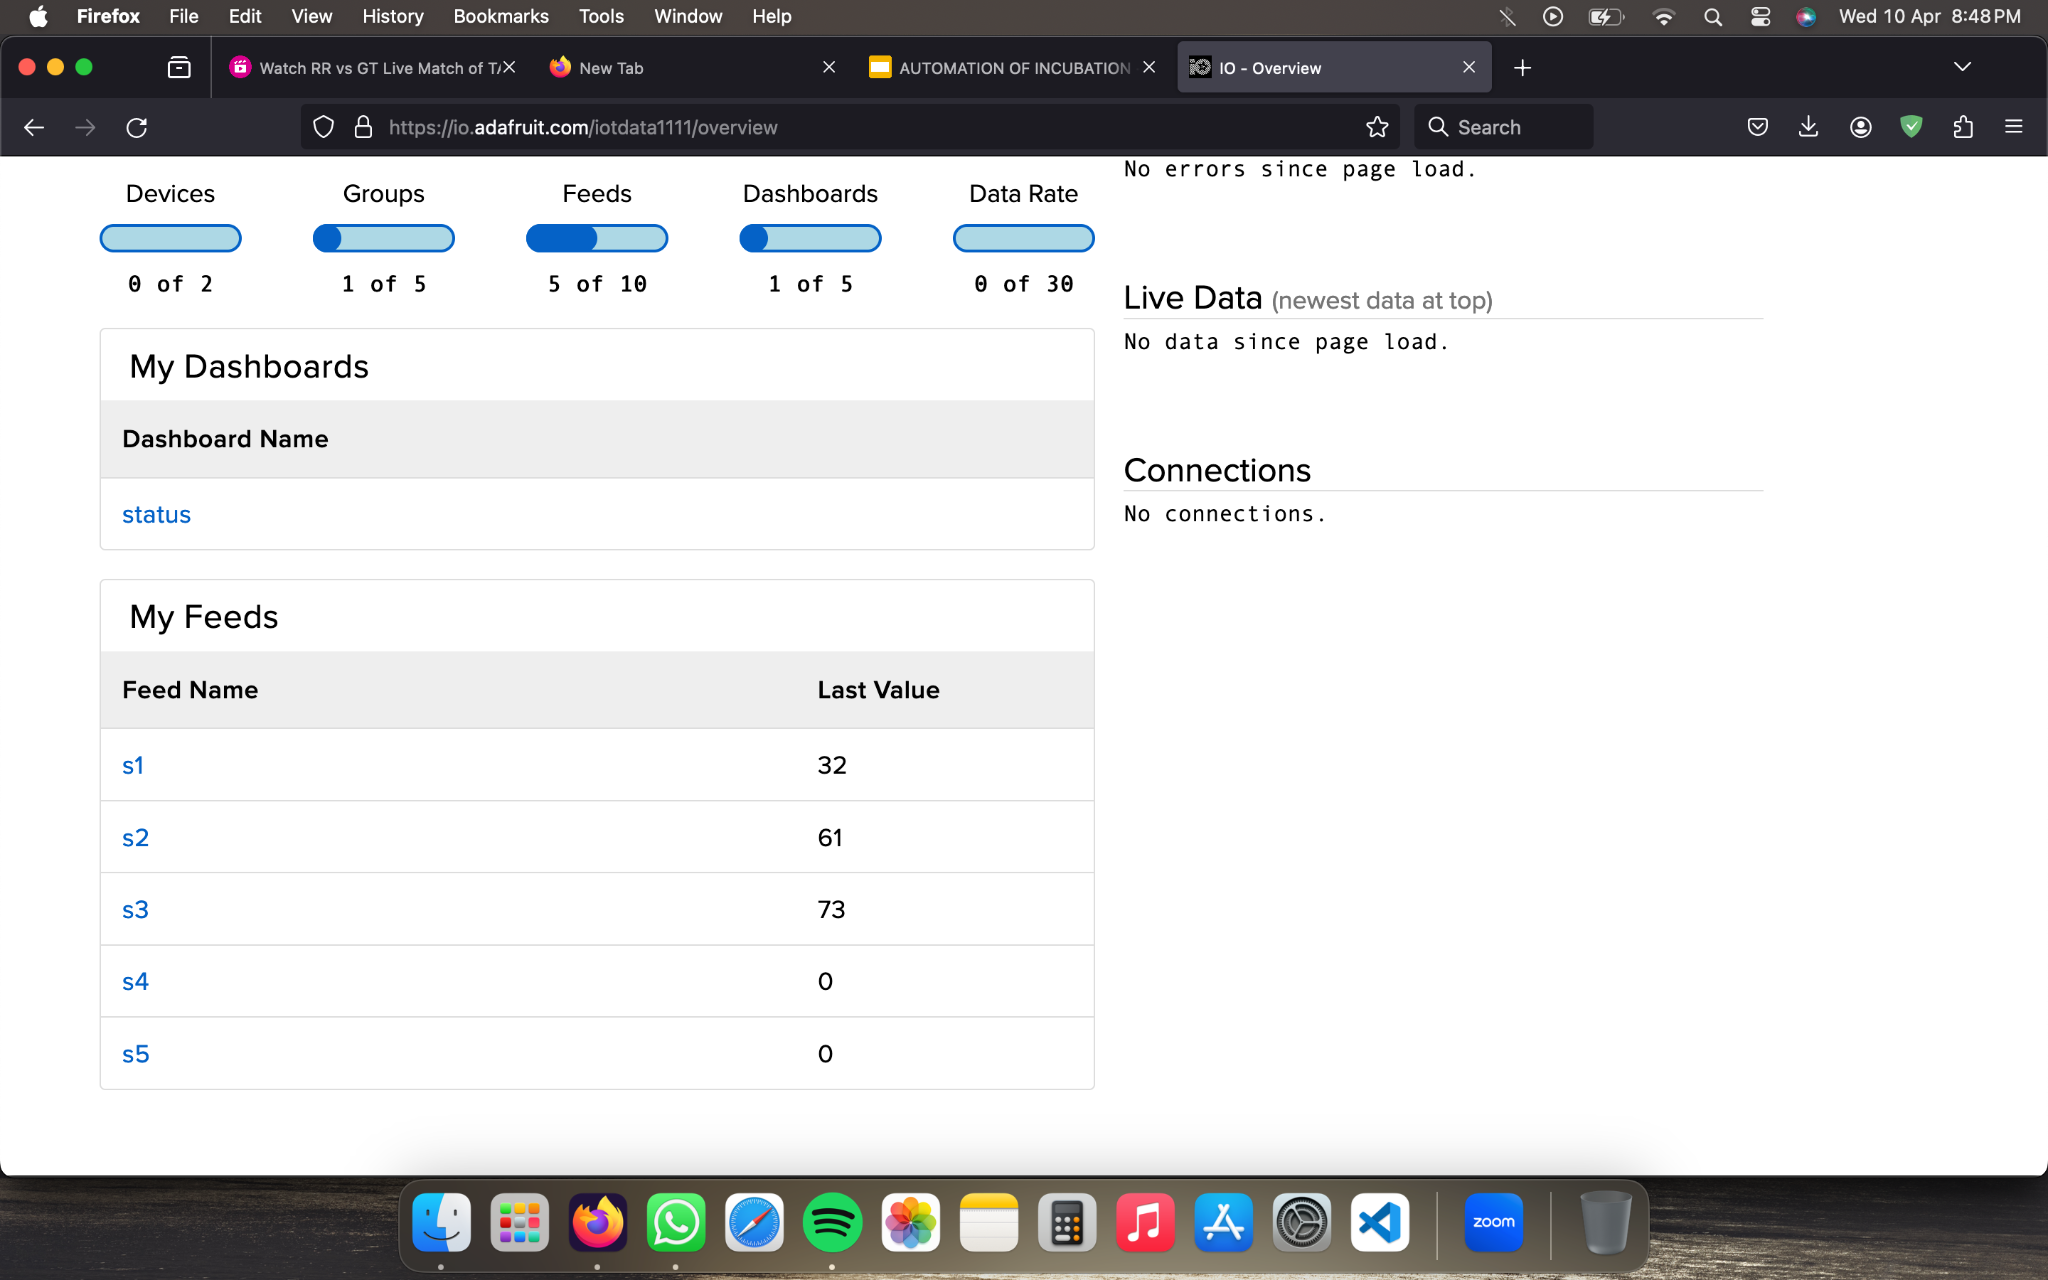 Firefox File Edit View History Bookmarks Tools Window Help Wed 10 Apr 8:48 PM
Watch RR vs GT Live Match of TA New Tab AUTOMATION OF INCUBATION IO - Overview
https://io.adafruit.com/iotdata1111/overview Search
No errors since page load.
Devices Groups Feeds Dashboards Data Rate
0 of 2 1 of 5 5 of 10 1 of 5 0 of 30
Live Data (newest data at top)
No data since page load.
My Dashboards
Dashboard Name
status
Connections
No connections.
My Feeds
Feed Name Last Value
s1 32
s2 61
s3 73
s4 0
s5 0
zoom